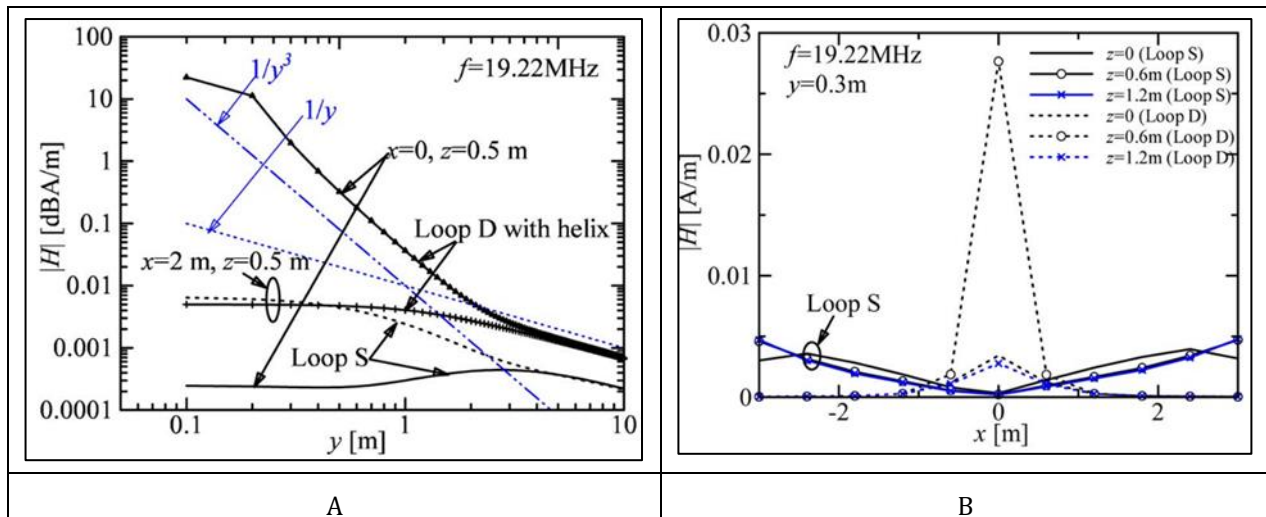 100
10
1
0.1
0.01
0.001
0.0001
|H| [dBA/m]
0.1
1
10
y [m]
f=19.22MHz
1/y³
1/y
x=0, z=0.5 m
Loop D with helix
x=2 m, z=0.5 m
Loop S
A
0.03
0.02
0.01
0
|H| [A/m]
-2
0
2
x [m]
f=19.22MHz
y=0.3m
z=0 (Loop S)
z=0.6m (Loop S)
z=1.2m (Loop S)
z=0 (Loop D)
z=0.6m (Loop D)
z=1.2m (Loop D)
Loop S
B